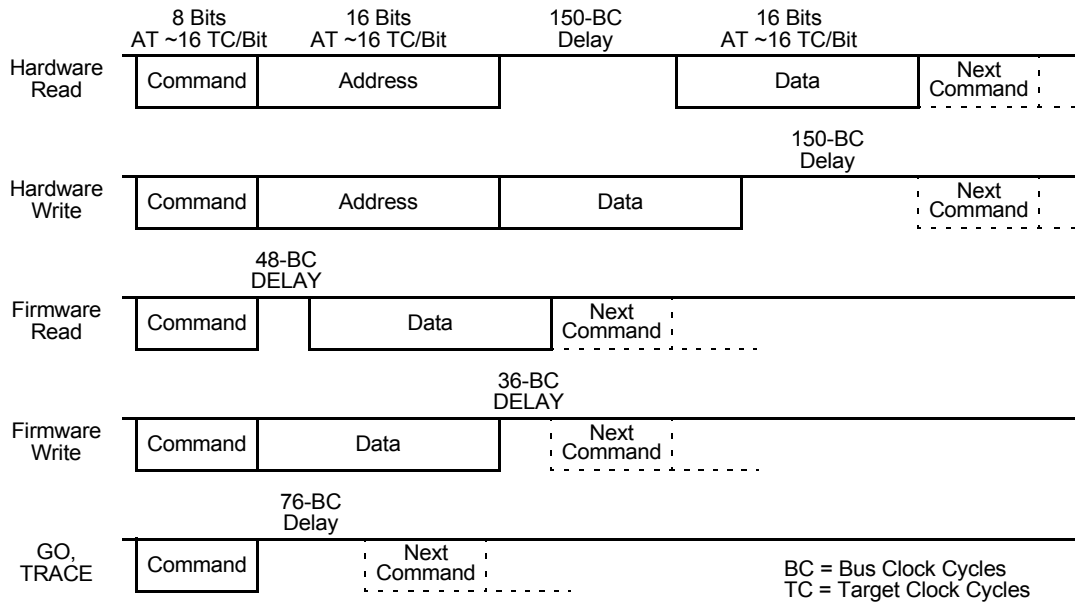 8 Bits
AT ~16 TC/Bit
16 Bits
AT ~16 TC/Bit
150-BC
Delay
16 Bits
AT ~16 TC/Bit
Hardware
Read
Command
Address
Data
Next
Command
150-BC
Delay
Hardware
Write
Command
Address
Data
Next
Command
48-BC
DELAY
Firmware
Read
Command
Data
Next
Command
36-BC
DELAY
Firmware
Write
Command
Data
Next
Command
76-BC
Delay
GO,
TRACE
Command
Next
Command
BC = Bus Clock Cycles
TC = Target Clock Cycles